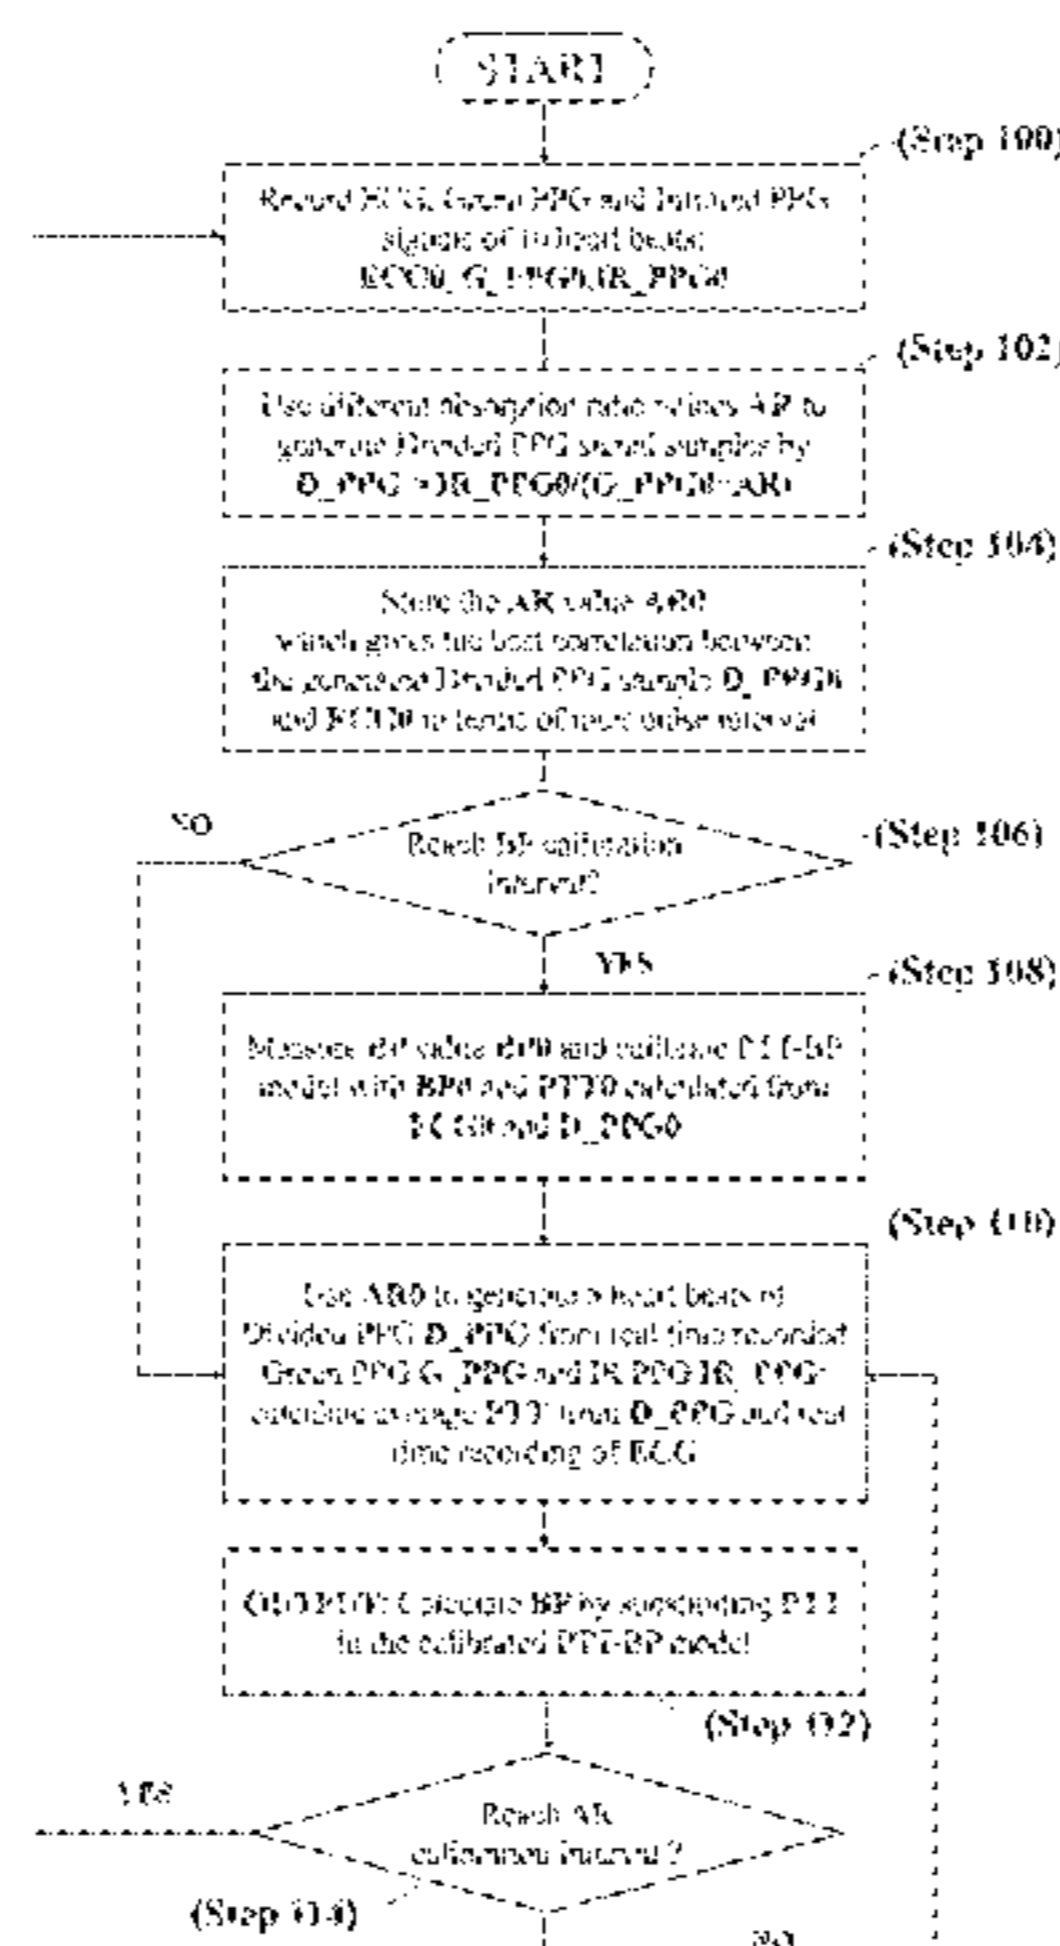 START
(Step 100)
Record ECG, Green PPG and Infrared PPG
signals of heart beats:
ECG0, G_PPG0, IR_PPG0
(Step 102)
Use different absorption ratio values AR to
generate Divided PPG signal samples by
D_PPG = IR_PPG0/(G_PPG0*AR)
(Step 104)
Store the AR value AR0
which gives the best correlation between
the generated Divided PPG sample D_PPG0
and ECG0 in terms of pulse interval
NO
(Step 106)
Reach BP calibration
interval?
YES
(Step 108)
Measure BP value BP0 and calibrate PTT-BP
model with BP0 and PTT0 calculated from
ECG0 and D_PPG0
(Step 110)
Use AR0 to generate heart beats of
Divided PPG D_PPG from real time recorded
Green PPG G_PPG and IR PPG IR_PPG;
calculate average PTT from D_PPG and real
time recording of ECG
OUTPUT: Calculate BP by substituting PTT
in the calibrated PTT-BP model
(Step 112)
YES
Reach AR
calibration interval?
(Step 114)
NO